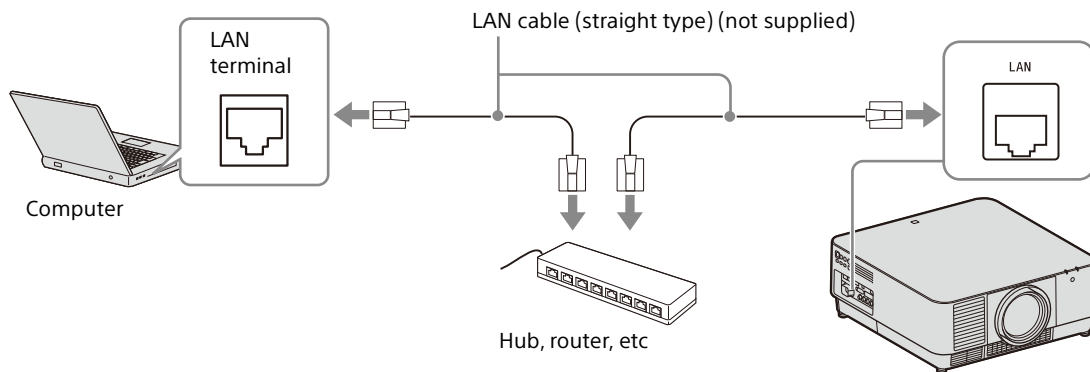 LAN cable (straight type) (not supplied)
LAN
terminal
LAN
Computer
Hub, router, etc